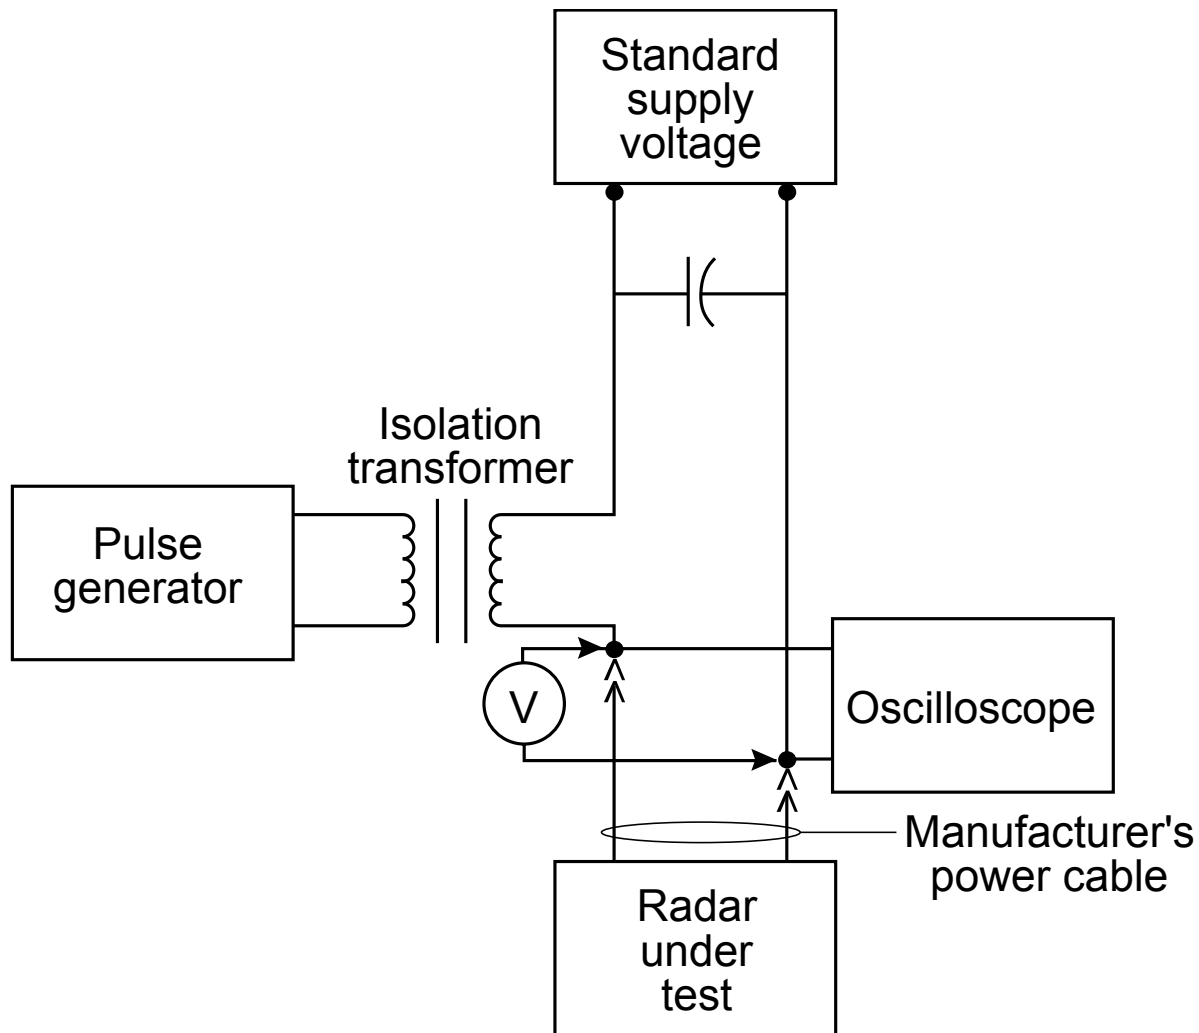 Standard
supply
voltage
Isolation
transformer
Pulse
generator
V
Oscilloscope
Manufacturer's
power cable
Radar
under
test